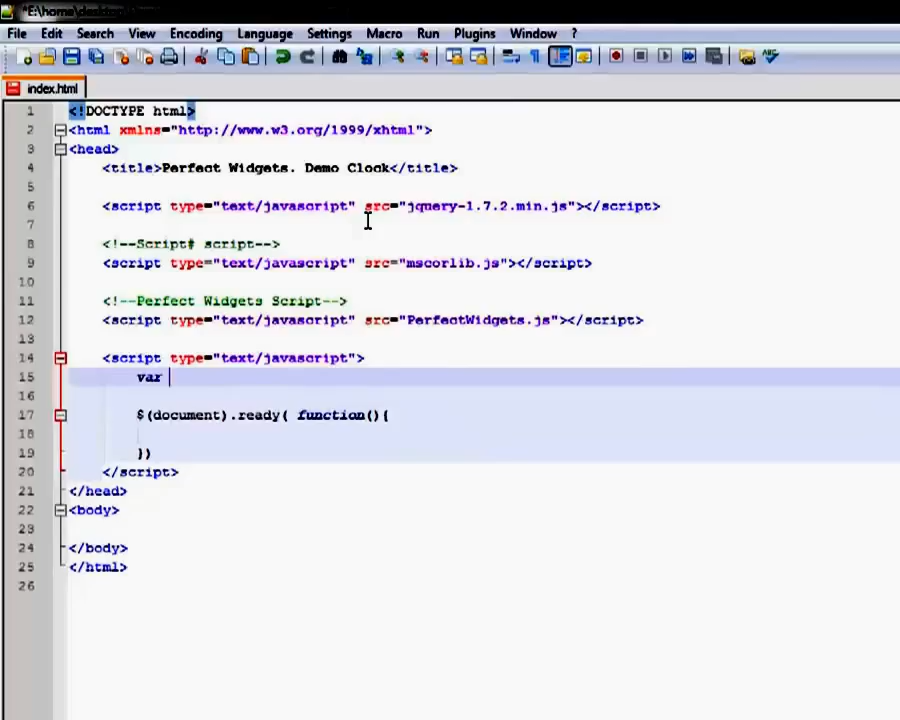 "E:\home\desktop
File Edit Search View Encoding Language Settings Macro Run Plugins Window ?
index.html
1 <!DOCTYPE html>
2 <html xmlns="http://www.w3.org/1999/xhtml">
3 <head>
4 <title>Perfect Widgets. Demo Clock</title>
5
6 <script type="text/javascript" src="jquery-1.7.2.min.js"></script>
7
8 <!--Script# script-->
9 <script type="text/javascript" src="mscorlib.js"></script>
10
11 <!--Perfect Widgets Script-->
12 <script type="text/javascript" src="PerfectWidgets.js"></script>
13
14 <script type="text/javascript">
15 var
16
17 $(document).ready( function(){
18
19 })
20 </script>
21 </head>
22 <body>
23
24 </body>
25 </html>
26